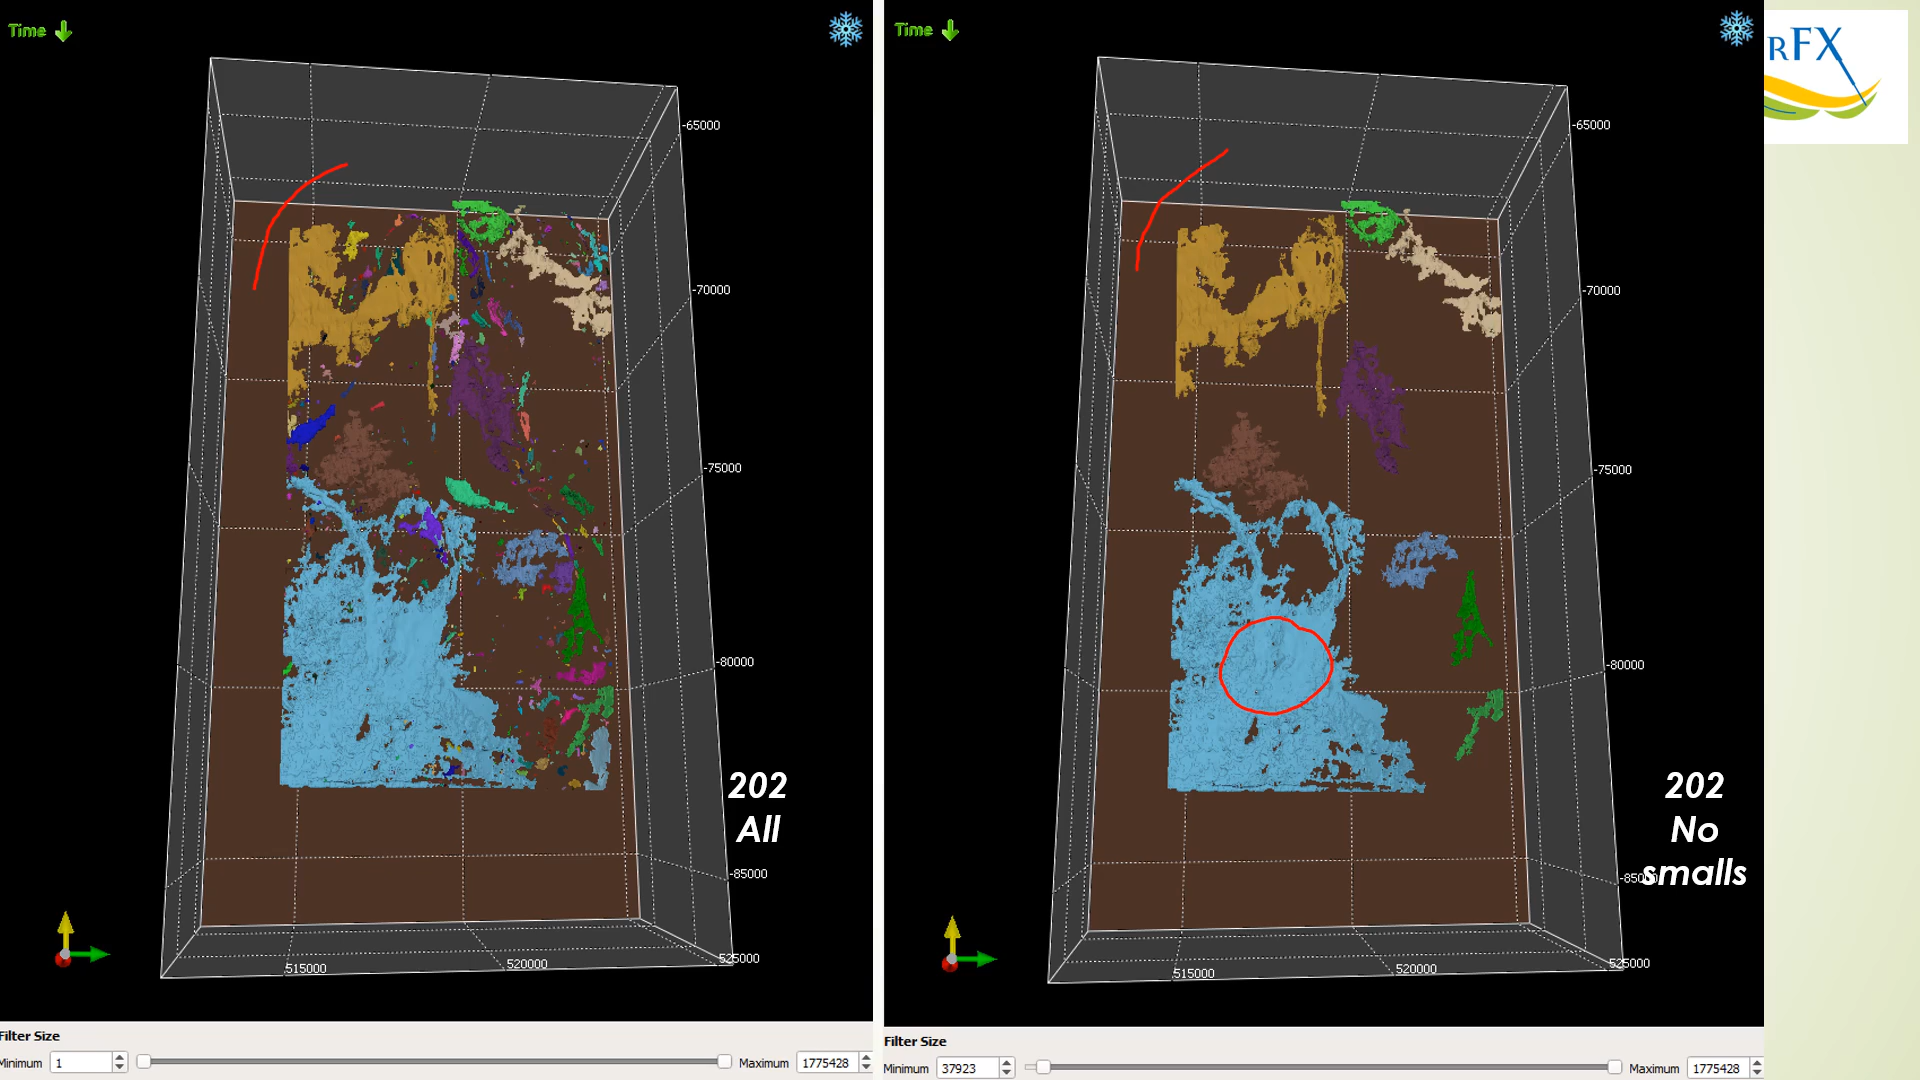 Time
-65000
-70000
-75000
-80000
-85000
515000
520000
525000
202
All
Filter Size
Minimum 1
Maximum 1775428
Time
-65000
-70000
-75000
-80000
515000
520000
525000
202
No
smalls
Filter Size
Minimum 37923
Maximum 1775428
rFX